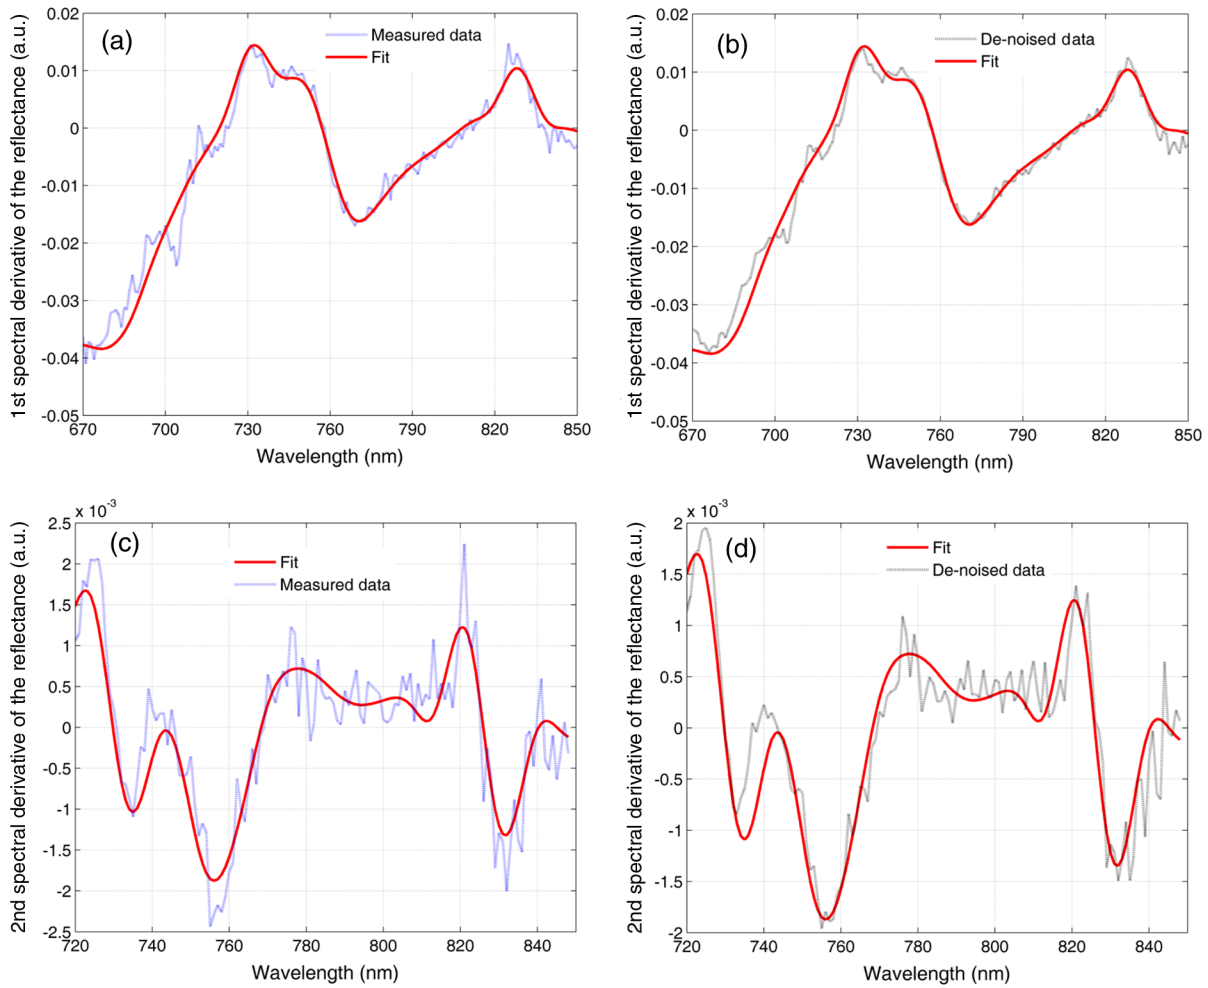 (a)
Measured data
Fit
1st spectral derivative of the reflectance (a.u.)
0.02
0.01
0
-0.01
-0.02
-0.03
-0.04
-0.05
670 700 730 760 790 820 850
Wavelength (nm)
(b)
De-noised data
Fit
1st spectral derivative of the reflectance (a.u.)
0.02
0.01
0
-0.01
-0.02
-0.03
-0.04
-0.05
670 700 730 760 790 820 850
Wavelength (nm)
x 10-3
(c)
Fit
Measured data
2nd spectral derivative of the reflectance (a.u.)
2.5
2
1.5
1
0.5
0
-0.5
-1
-1.5
-2
-2.5
720 740 760 780 800 820 840
Wavelength (nm)
x 10-3
(d)
Fit
De-noised data
2nd spectral derivative of the reflectance (a.u.)
2
1.5
1
0.5
0
-0.5
-1
-1.5
-2
720 740 760 780 800 820 840
Wavelength (nm)